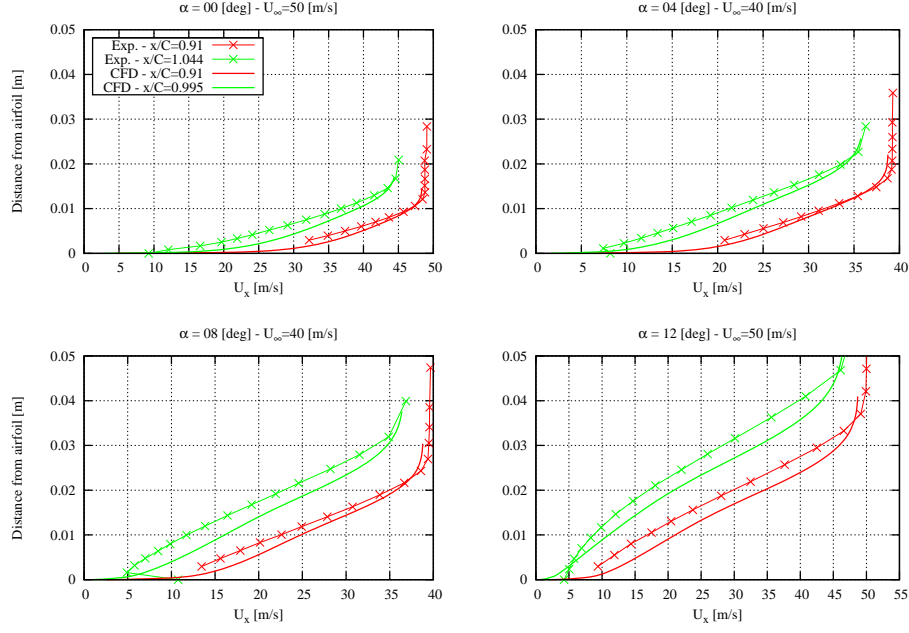 α = 00 [deg] - U∞=50 [m/s]
Distance from airfoil [m]
0.05
0.04
0.03
0.02
0.01
0
Exp. - x/C=0.91
Exp. - x/C=1.044
CFD - x/C=0.91
CFD - x/C=0.995
0 5 10 15 20 25 30 35 40 45 50
U_x [m/s]
α = 04 [deg] - U∞=40 [m/s]
0.05
0.04
0.03
0.02
0.01
0
0 5 10 15 20 25 30 35 40
U_x [m/s]
α = 08 [deg] - U∞=40 [m/s]
Distance from airfoil [m]
0.05
0.04
0.03
0.02
0.01
0
0 5 10 15 20 25 30 35 40
U_x [m/s]
α = 12 [deg] - U∞=50 [m/s]
0.05
0.04
0.03
0.02
0.01
0
0 5 10 15 20 25 30 35 40 45 50 55
U_x [m/s]